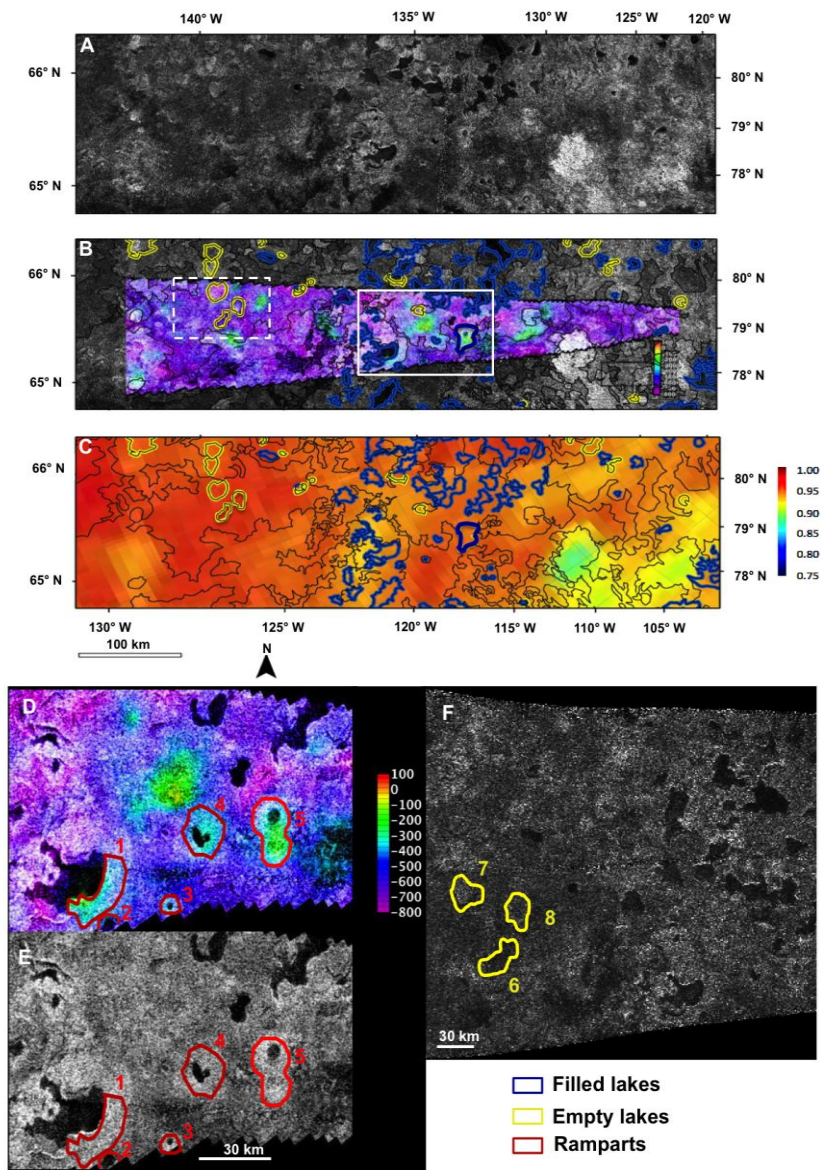 140° W 135° W 130° W 125° W 120° W
A
66° N 80° N
79° N
65° N 78° N
B
66° N 80° N
79° N
65° N 78° N
C
66° N 80° N
79° N
65° N 78° N
1.00
0.95
0.90
0.85
0.80
0.75
130° W 125° W 120° W 115° W 110° W 105° W
100 km
N
D
4
5
1
2
3
100
0
-100
-200
-300
-400
-500
-600
-700
-800
E
4
5
1
2
3
30 km
F
7
8
6
30 km
Filled lakes
Empty lakes
Ramparts